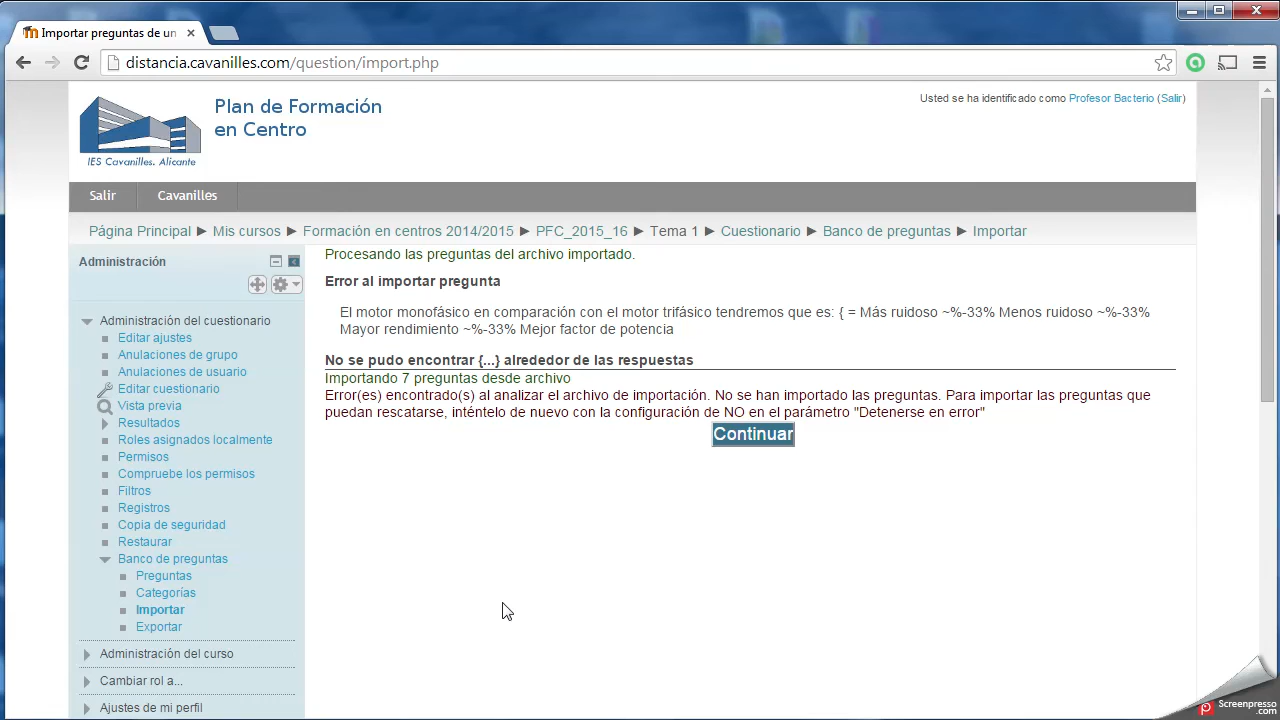 Importar preguntas de un
distancia.cavanilles.com/question/import.php
Plan de Formación
en Centro
IES Cavanilles. Alicante
Usted se ha identificado como Profesor Bacterio (Salir)
Salir Cavanilles
Página Principal ► Mis cursos ► Formación en centros 2014/2015 ► PFC_2015_16 ► Tema 1 ► Cuestionario ► Banco de preguntas ► Importar
Administración
Administración del cuestionario
Editar ajustes
Anulaciones de grupo
Anulaciones de usuario
Editar cuestionario
Vista previa
Resultados
Roles asignados localmente
Permisos
Compruebe los permisos
Filtros
Registros
Copia de seguridad
Restaurar
Banco de preguntas
Preguntas
Categorías
Importar
Exportar
Administración del curso
Cambiar rol a...
Ajustes de mi perfil
Procesando las preguntas del archivo importado.
Error al importar pregunta
El motor monofásico en comparación con el motor trifásico tendremos que es: { = Más ruidoso ~%-33% Menos ruidoso ~%-33%
Mayor rendimiento ~%-33% Mejor factor de potencia
No se pudo encontrar {...} alrededor de las respuestas
Importando 7 preguntas desde archivo
Error(es) encontrado(s) al analizar el archivo de importación. No se han impotado las preguntas. Para importar las preguntas que
puedan rescatarse, inténtelo de nuevo con la configuración de NO en el parámetro "Detenerse en error"
Continuar
Screenpresso
.com